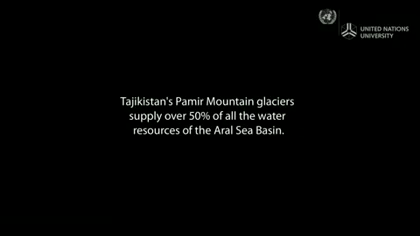 UNITED NATIONS
UNIVERSITY
Tajikistan's Pamir Mountain glaciers
supply over 50% of all the water
resources of the Aral Sea Basin.